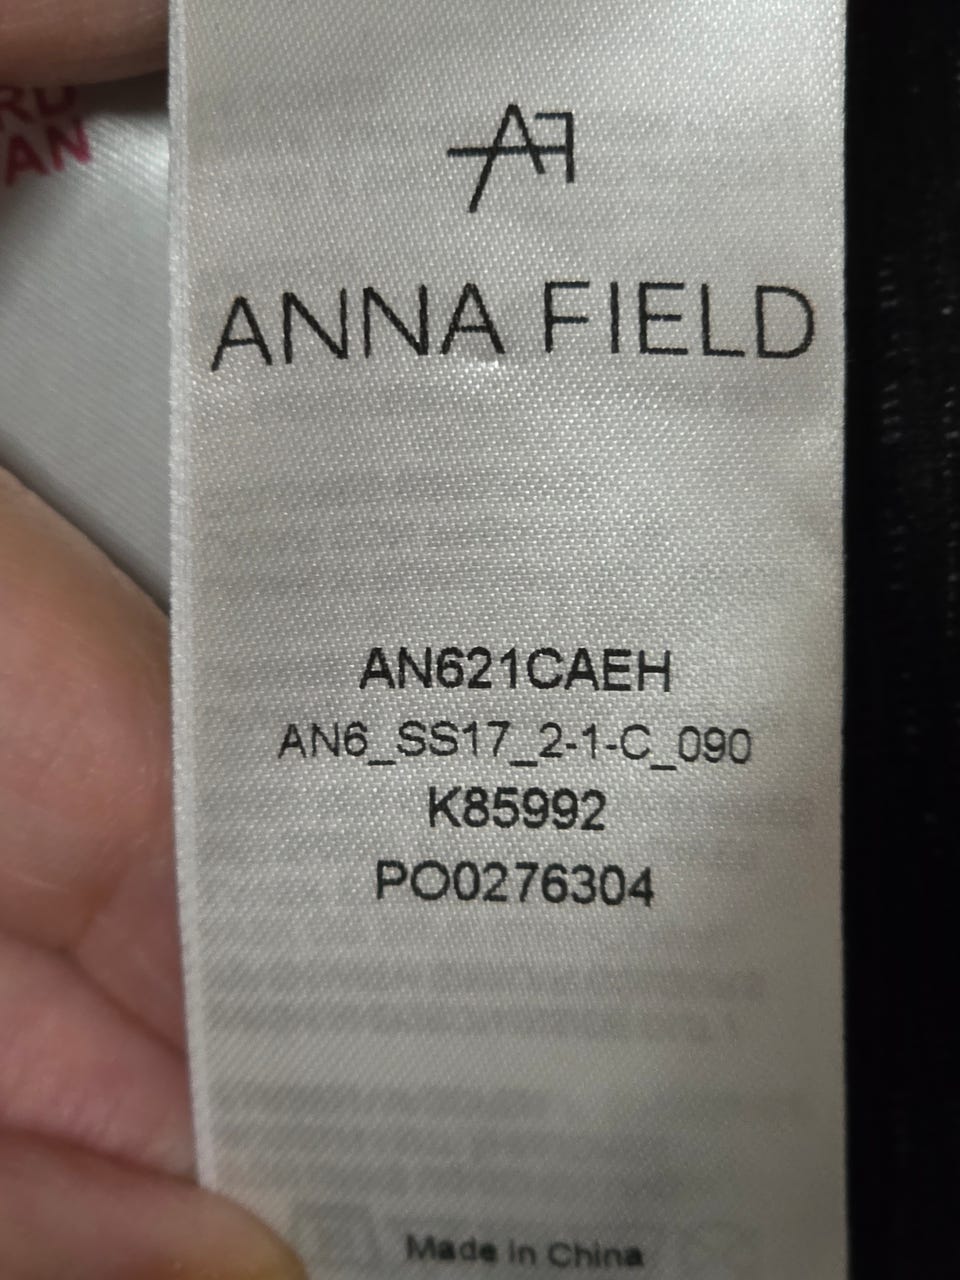 AF
ANNA FIELD
AN621CAEH
AN6_SS17_2-1-C_090
K85992
PO0276304
Made in China